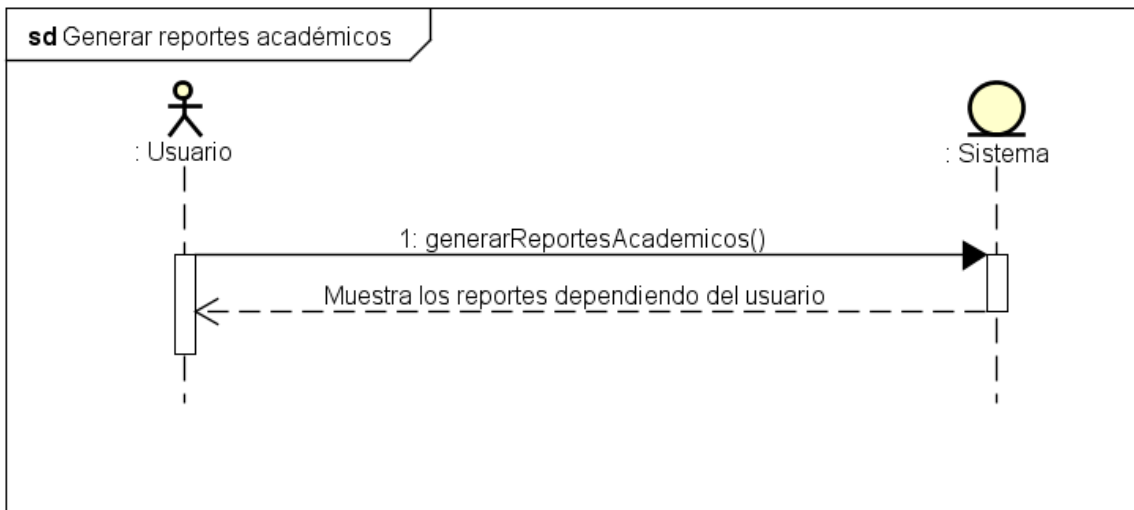 sd Generar reportes académicos
: Usuario
: Sistema
1: generarReportesAcademicos()
Muestra los reportes dependiendo del usuario